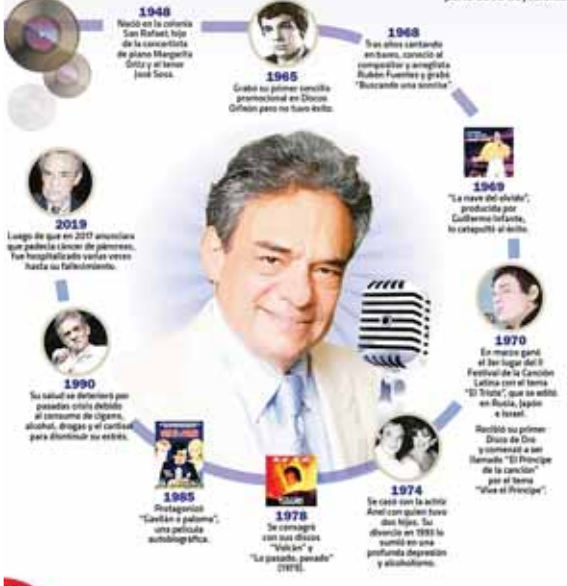 1948
Nació en la colonia
San Rafael, hijo
de la concertista
de piano Margarita
Ortiz y el tenor
José Sosa.
1965
Grabó su primer sencillo
promocional en Discos
Orfeón pero no tuvo éxito.
1968
Tras años cantando
en bares, conoció al
compositor y arreglista
Rubén Fuentes y grabó
"Buscando una sonrisa"
1969
"La nave del olvido",
producida por
Guillermo Infante,
lo catapultó al éxito.
1970
En marzo ganó
el 3er lugar del II
Festival de la Canción
Latina con el tema
"El Triste", que se editó
en Rusia, Japón
e Israel.
Recibió su primer
Disco de Oro
y comenzó a ser
llamado "El Príncipe
de la canción"
por el tema
"Vive el Príncipe".
1974
Se casó con la actriz
Anel con quien tuvo
dos hijos. Su
divorcio en 1990 lo
sumió en una
profunda depresión
y alcoholismo.
1978
Se consagró
con sus discos
"Volcán" y
"Lo pasado, pasado"
1985
Protagonizó
"Gavilán o paloma",
una película
autobiográfica.
1990
Su salud se deterioró por
pasadas crisis debido
al consumo de cigarro,
alcohol, drogas y el cortisol
para disminuir su estrés.
2019
Luego de que en 2017 anunciara
que padecía cáncer de páncreas,
fue hospitalizado varias veces
hasta su fallecimiento.